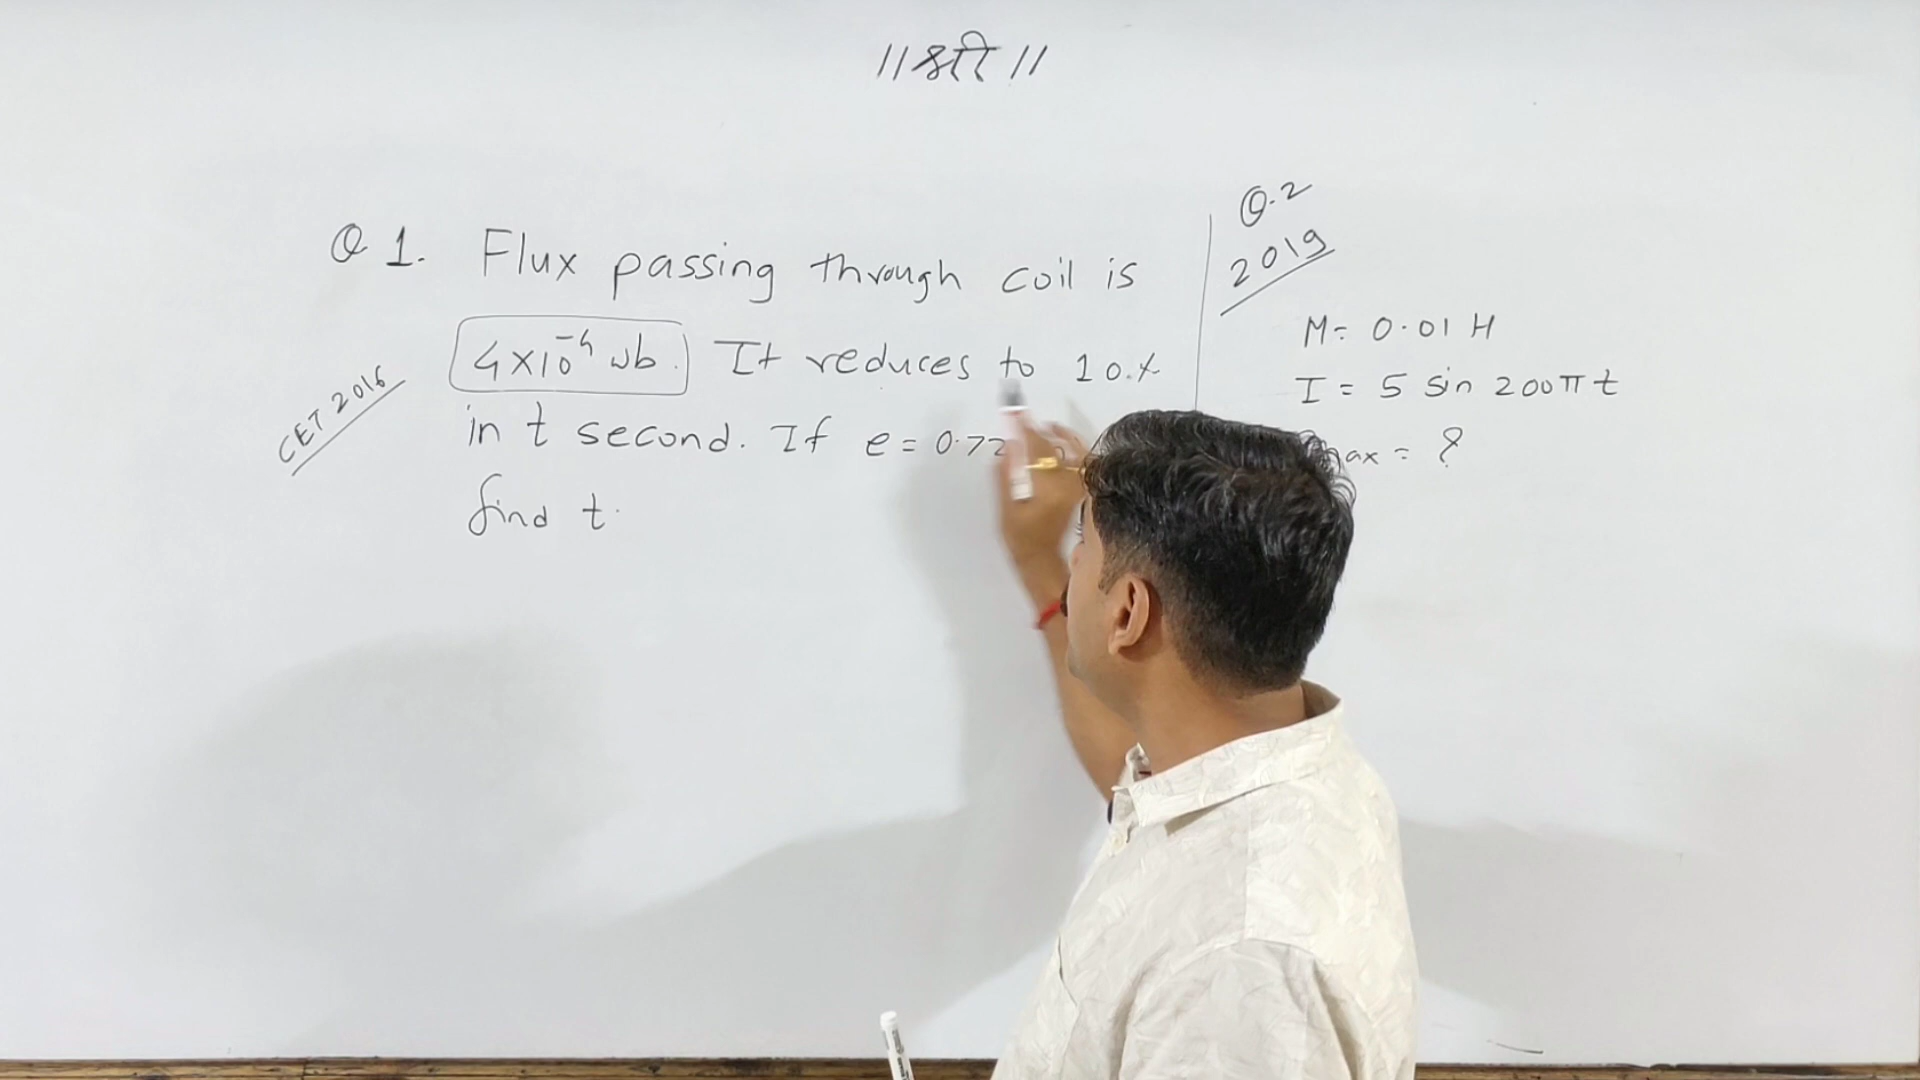 ||श्री||
Q 1. Flux passing through coil is
4×10⁻⁴ wb. It reduces to 10.%
in t second. If e = 0.72
find t.
CET 2016
Q.2
2019
M = 0.01 H
I = 5 sin 200π t
max = ?